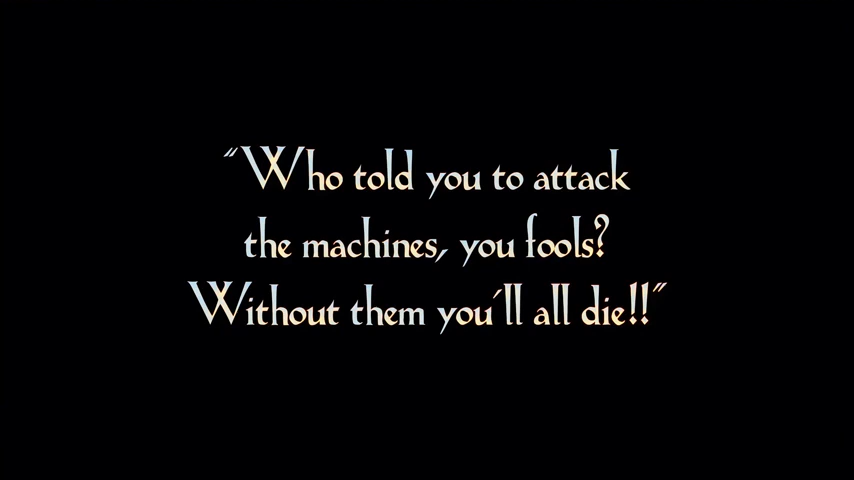 "Who told you to attack
the machines, you fools?
Without them you'll all die!!"